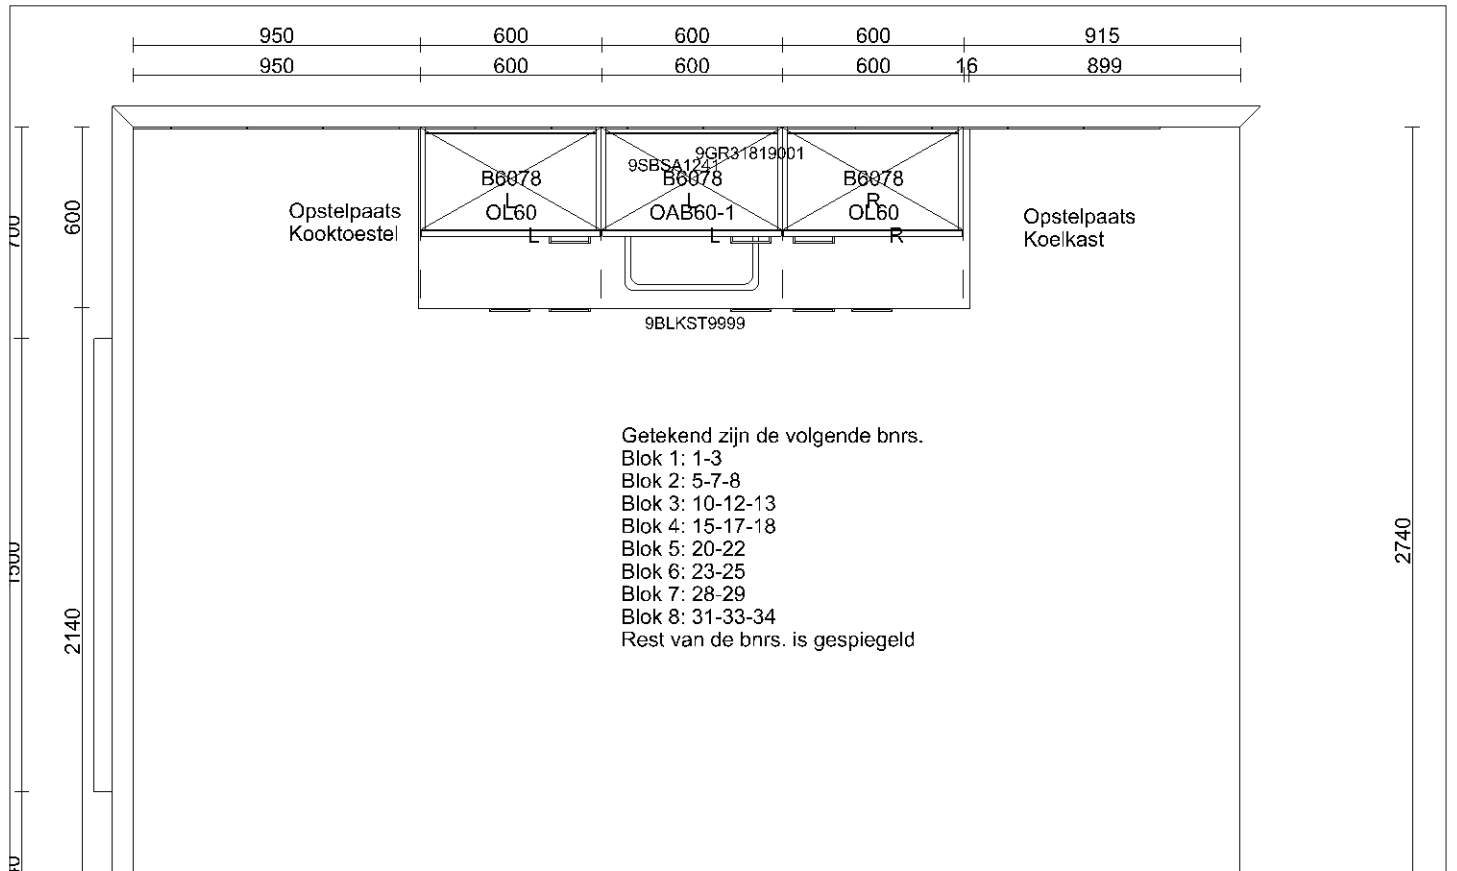 950 600 600 600 915
950 600 600 600 16 899
9GR31819001
9SBSA1241
B6078 B6078 B6078
L L R
OL60 OAB60-1 OL60
L L R
Opstelpaats
Kooktoestel
Opstelpaats
Koelkast
700
600
9BLKST9999
Getekend zijn de volgende bnrs.
Blok 1: 1-3
Blok 2: 5-7-8
Blok 3: 10-12-13
Blok 4: 15-17-18
Blok 5: 20-22
Blok 6: 23-25
Blok 7: 28-29
Blok 8: 31-33-34
Rest van de bnrs. is gespiegeld
1500
2140
2740